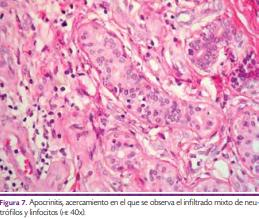 Figura 7. Apocrinitis, acercamiento en el que se observa el infiltrado mixto de neu-
trófilos y linfocitos (H-E 40x).